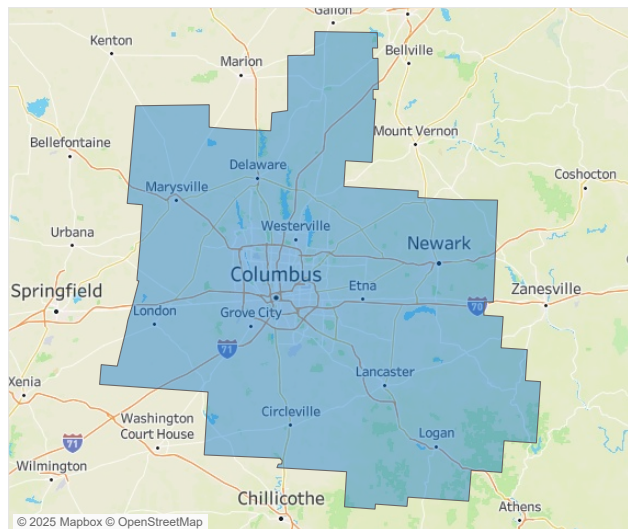 Galion
Kenton
Bellville
Marion
Mount Vernon
Bellefontaine
Delaware
Coshocton
Marysville
Urbana
Westerville
Newark
Columbus
Springfield
Etna
Zanesville
70
London
Grove City
71
Xenia
Lancaster
Circleville
Washington
Court House
Logan
71
Wilmington
Chillicothe
Athens
© 2025 Mapbox © OpenStreetMap